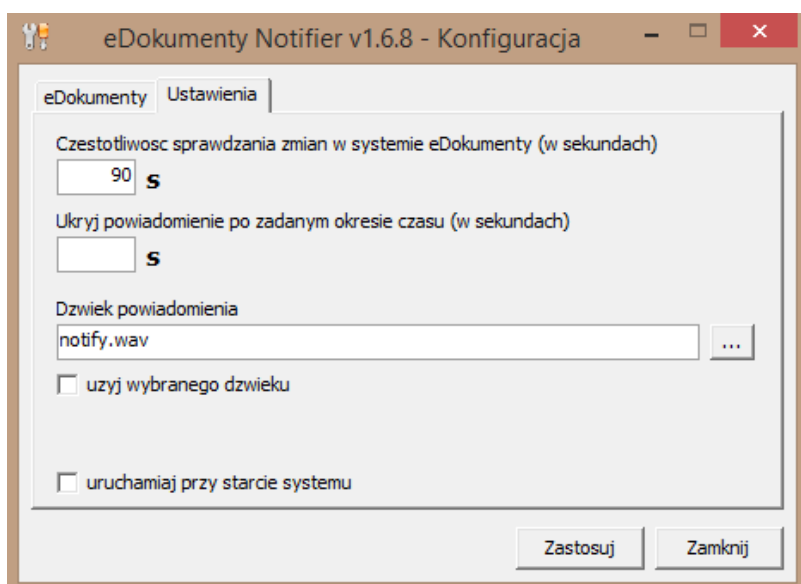 eDokumenty Notifier v1.6.8 - Konfiguracja
eDokumenty Ustawienia
Czestotliwosc sprawdzania zmian w systemie eDokumenty (w sekundach)
90 s
Ukryj powiadomienie po zadanym okresie czasu (w sekundach)
s
Dzwiek powiadomienia
notify.wav ...
uzyj wybranego dzwieku
uruchamiaj przy starcie systemu
Zastosuj Zamknij